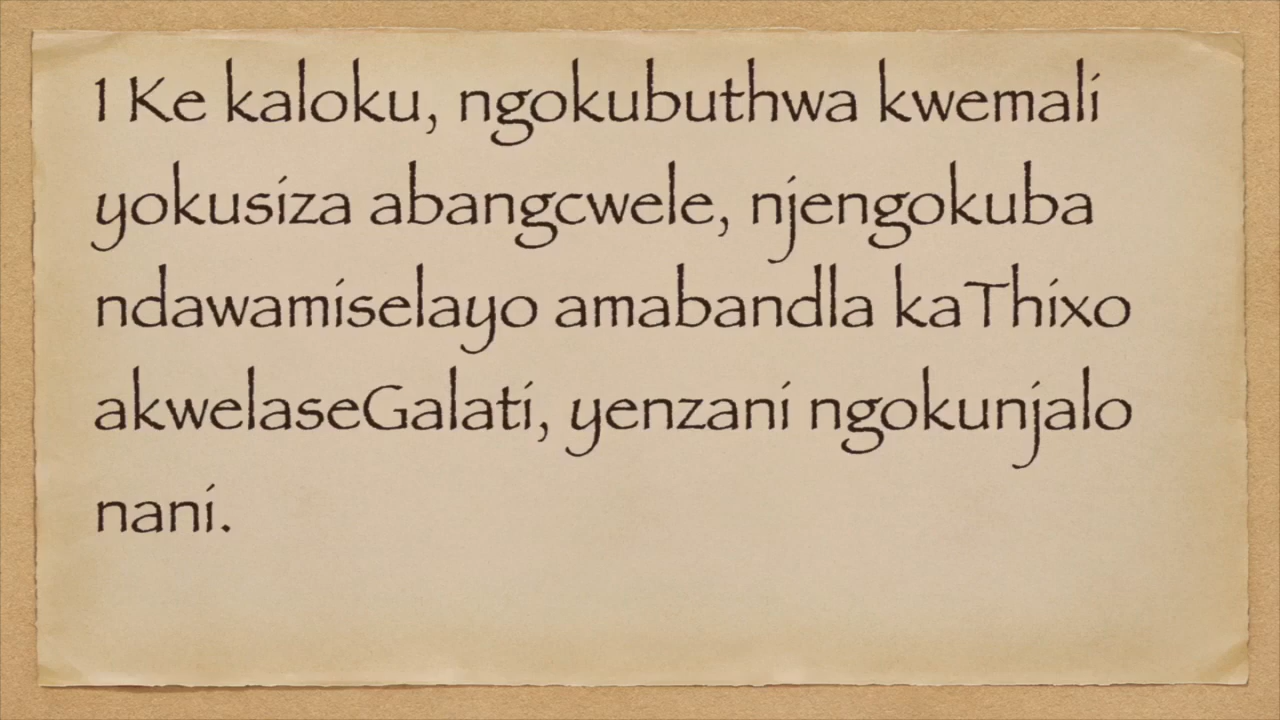 1 Ke kaloku, ngokubuthwa kwemali
yokusiza abangcwele, njengokuba
ndawamiselayo amabandla kaThixo
akwelaseGalati, yenzani ngokunjalo
nani.